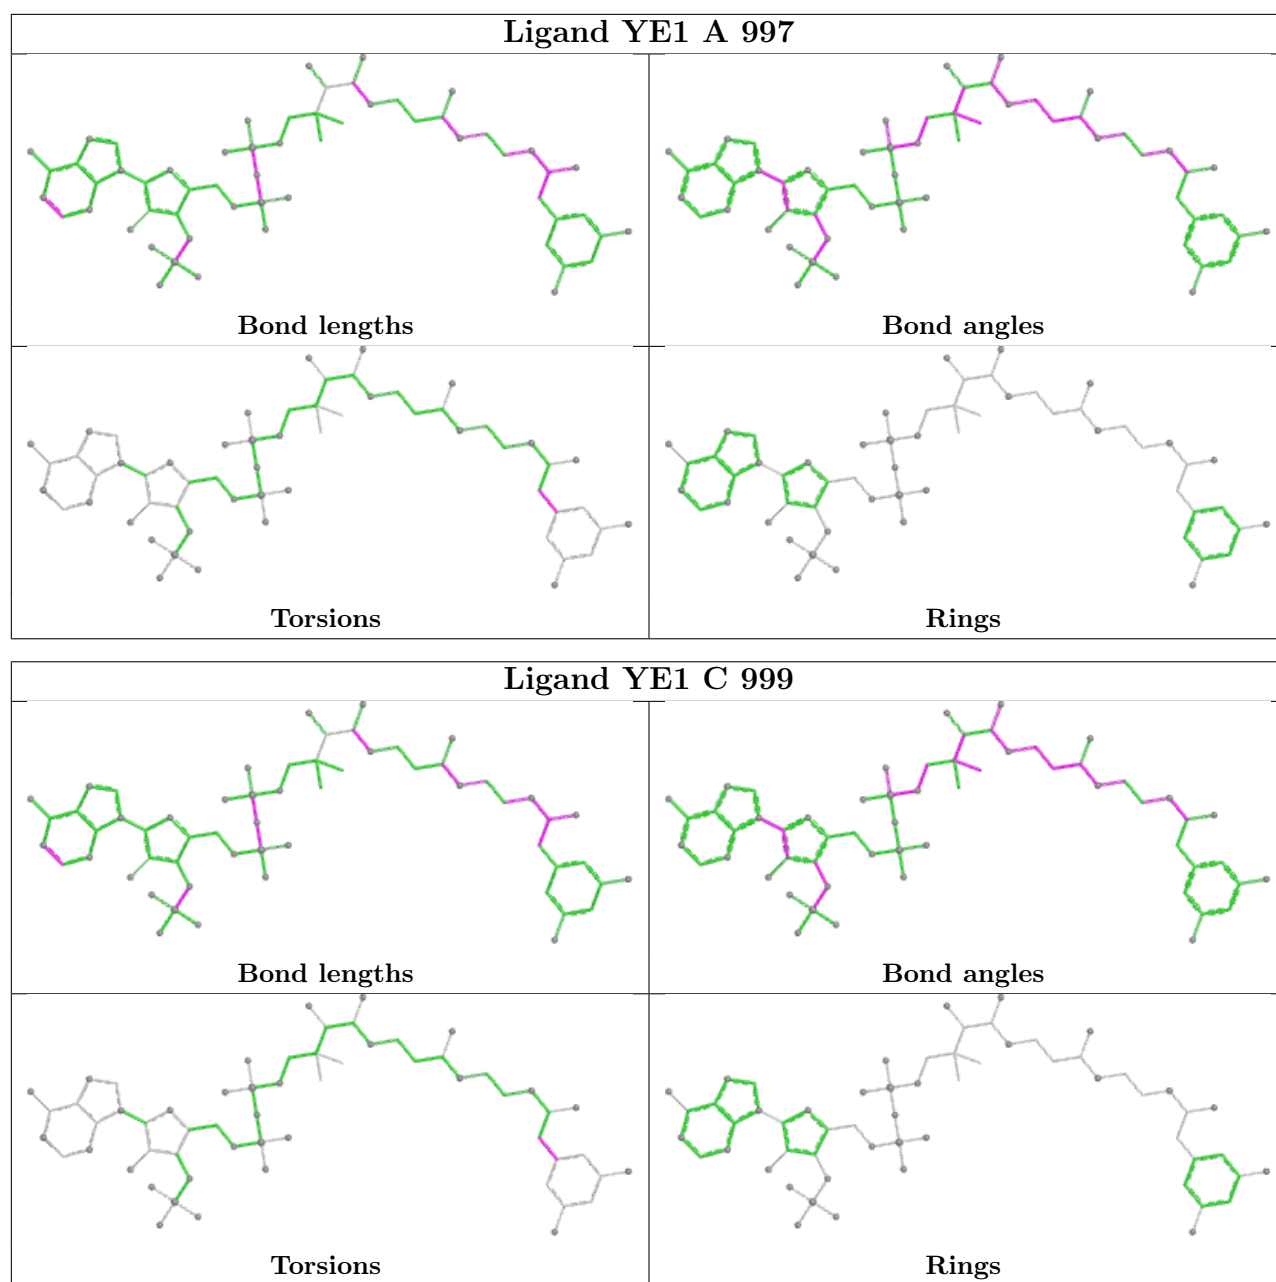 Ligand YE1 A 997
Bond lengths
Bond angles
Torsions
Rings
Ligand YE1 C 999
Bond lengths
Bond angles
Torsions
Rings